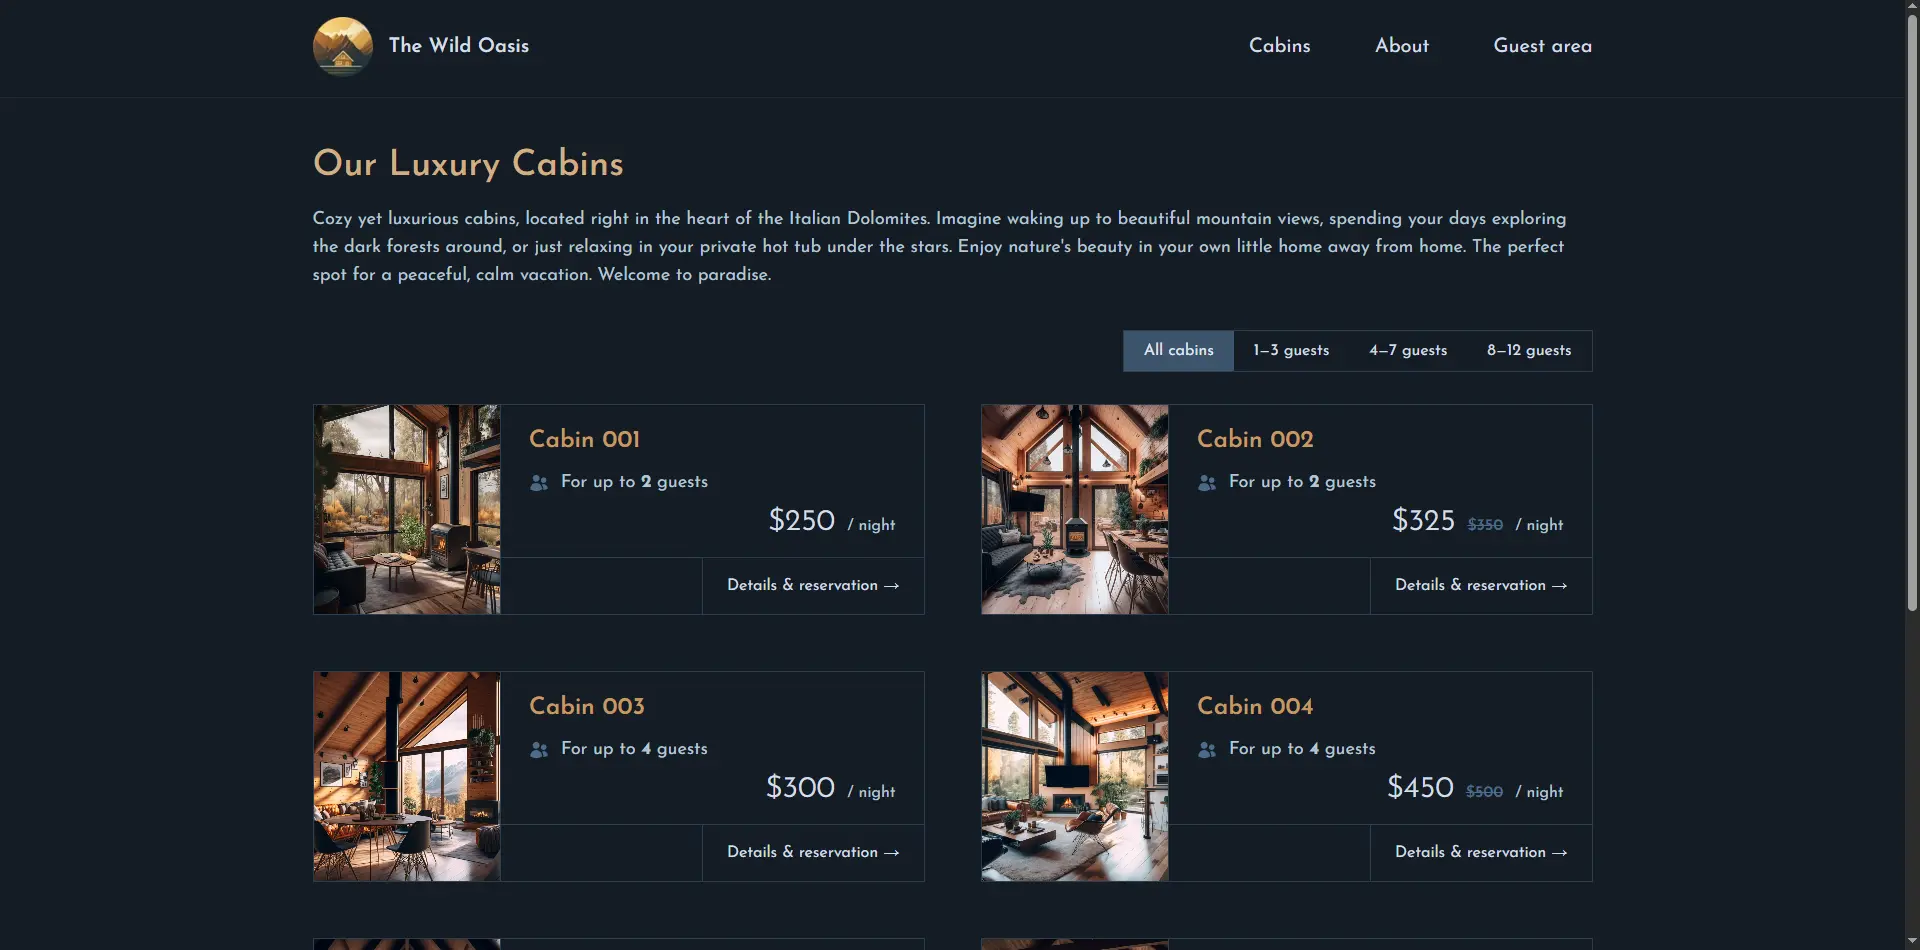 The Wild Oasis
Cabins
About
Guest area
Our Luxury Cabins
Cozy yet luxurious cabins, located right in the heart of the Italian Dolomites. Imagine waking up to beautiful mountain views, spending your days exploring
the dark forests around, or just relaxing in your private hot tub under the stars. Enjoy nature's beauty in your own little home away from home. The perfect
spot for a peaceful, calm vacation. Welcome to paradise.
All cabins
1–3 guests
4–7 guests
8–12 guests
Cabin 001
For up to 2 guests
$250 / night
Details & reservation →
Cabin 002
For up to 2 guests
$325 $350 / night
Details & reservation →
Cabin 003
For up to 4 guests
$300 / night
Details & reservation →
Cabin 004
For up to 4 guests
$450 $500 / night
Details & reservation →